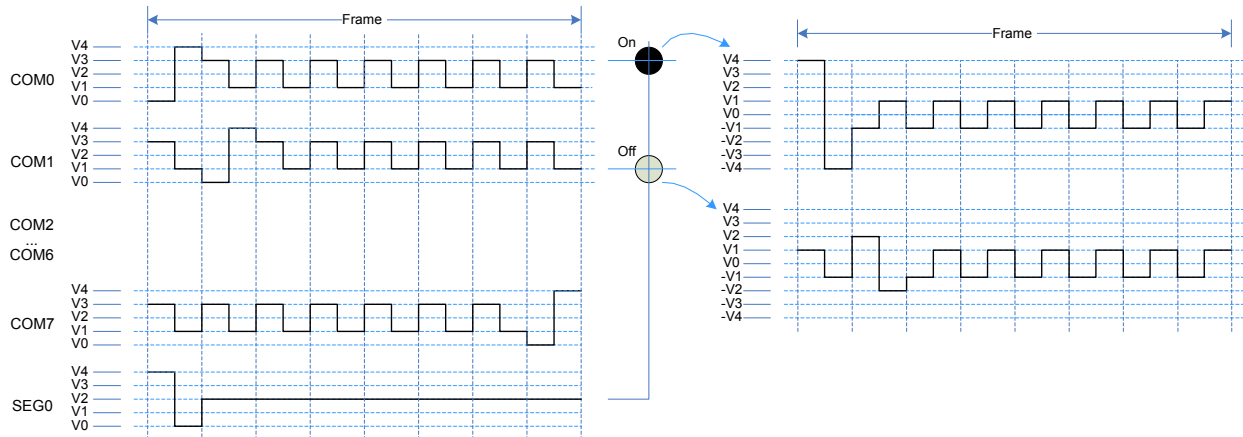 Frame
COM0
V4
V3
V2
V1
V0
COM1
V4
V3
V2
V1
V0
COM2
...
COM6
COM7
V4
V3
V2
V1
V0
SEG0
V4
V3
V2
V1
V0
On
Off
Frame
V4
V3
V2
V1
V0
-V1
-V2
-V3
-V4
V4
V3
V2
V1
V0
-V1
-V2
-V3
-V4